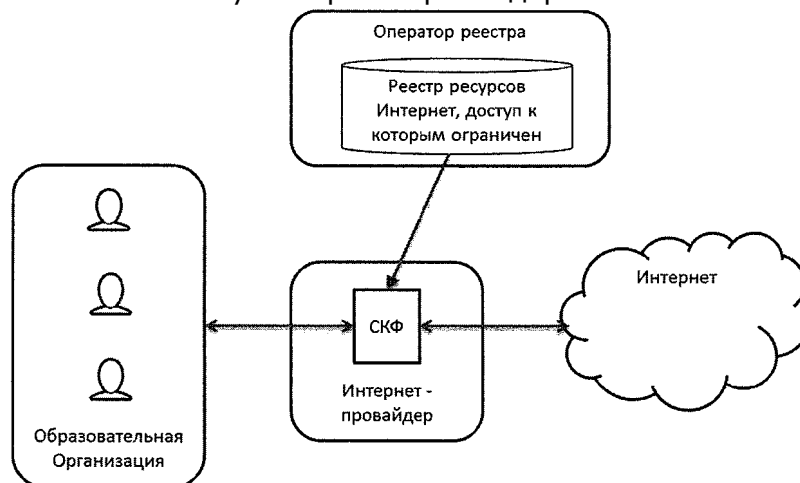 Оператор реестра
Реестр ресурсов
Интернет, доступ к
которым ограничен
Интернет
СКФ
Интернет -
провайдер
Образовательная
Организация